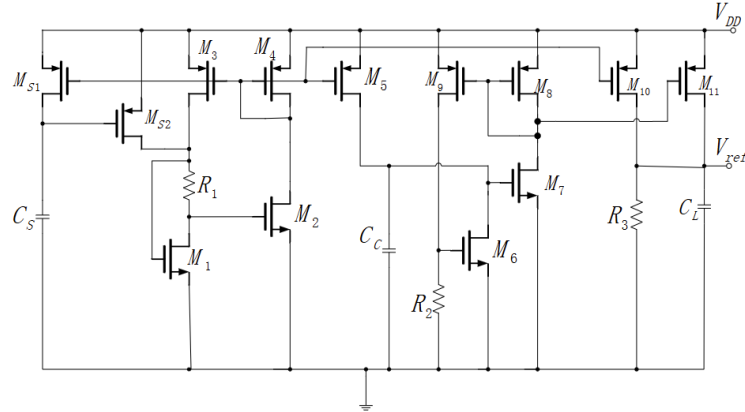 V_DD
M_S1
M_3
M_4
M_5
M_9
M_8
M_10
M_11
M_S2
V_ref
R_1
M_7
C_S
M_2
R_3
C_L
M_1
C_C
M_6
R_2